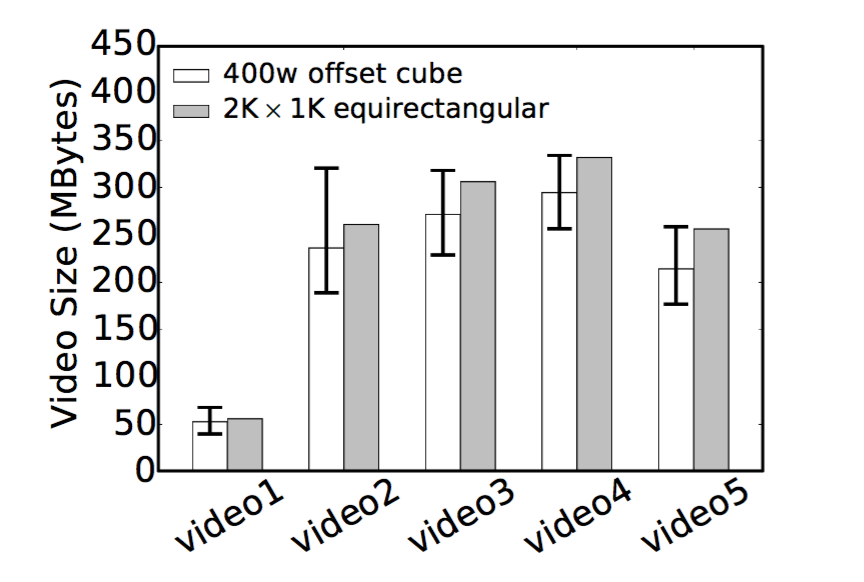 Video Size (MBytes)
450
400
350
300
250
200
150
100
50
0
400w offset cube
2K × 1K equirectangular
video1
video2
video3
video4
video5